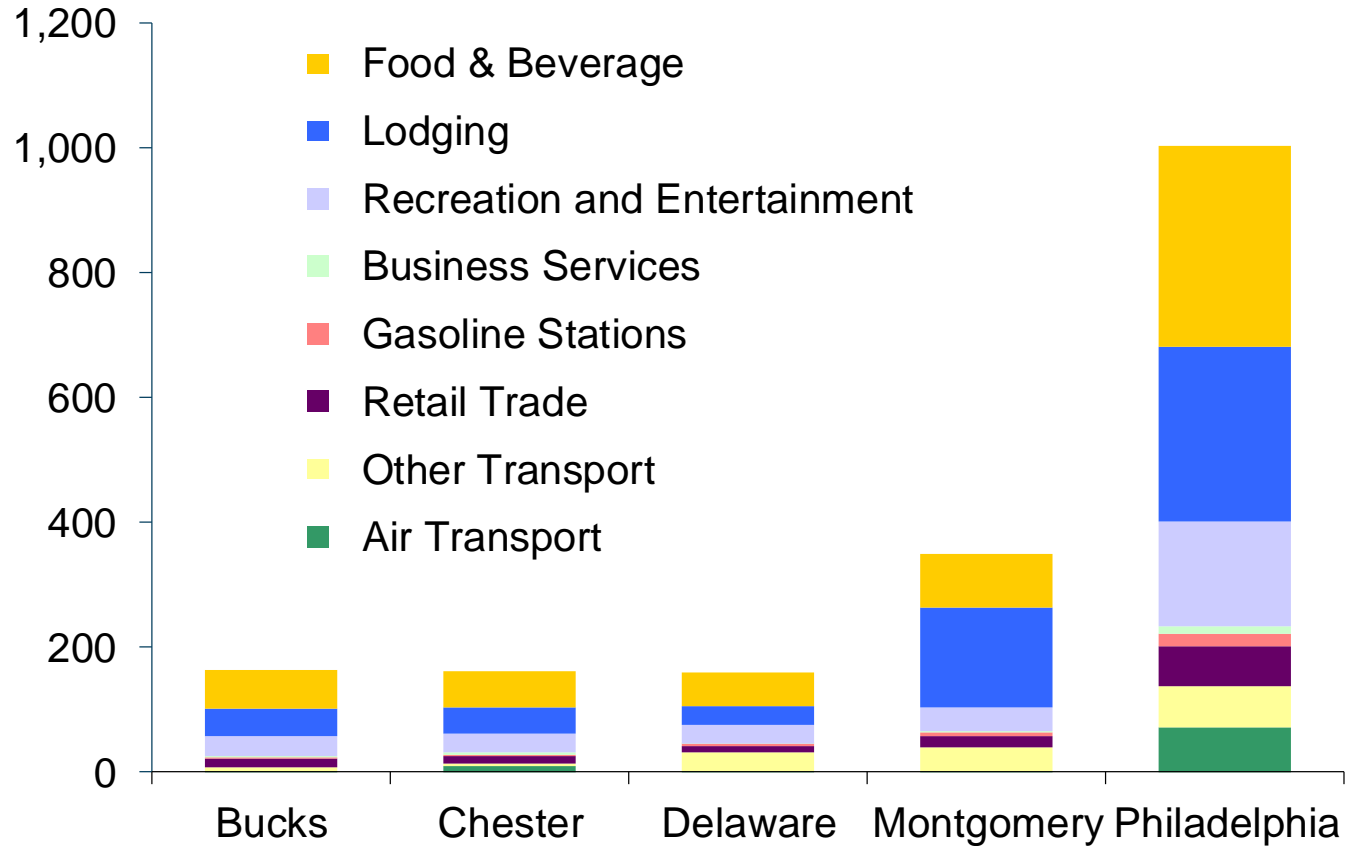 1,200
1,000
800
600
400
200
0
Food & Beverage
Lodging
Recreation and Entertainment
Business Services
Gasoline Stations
Retail Trade
Other Transport
Air Transport
Bucks Chester Delaware Montgomery Philadelphia